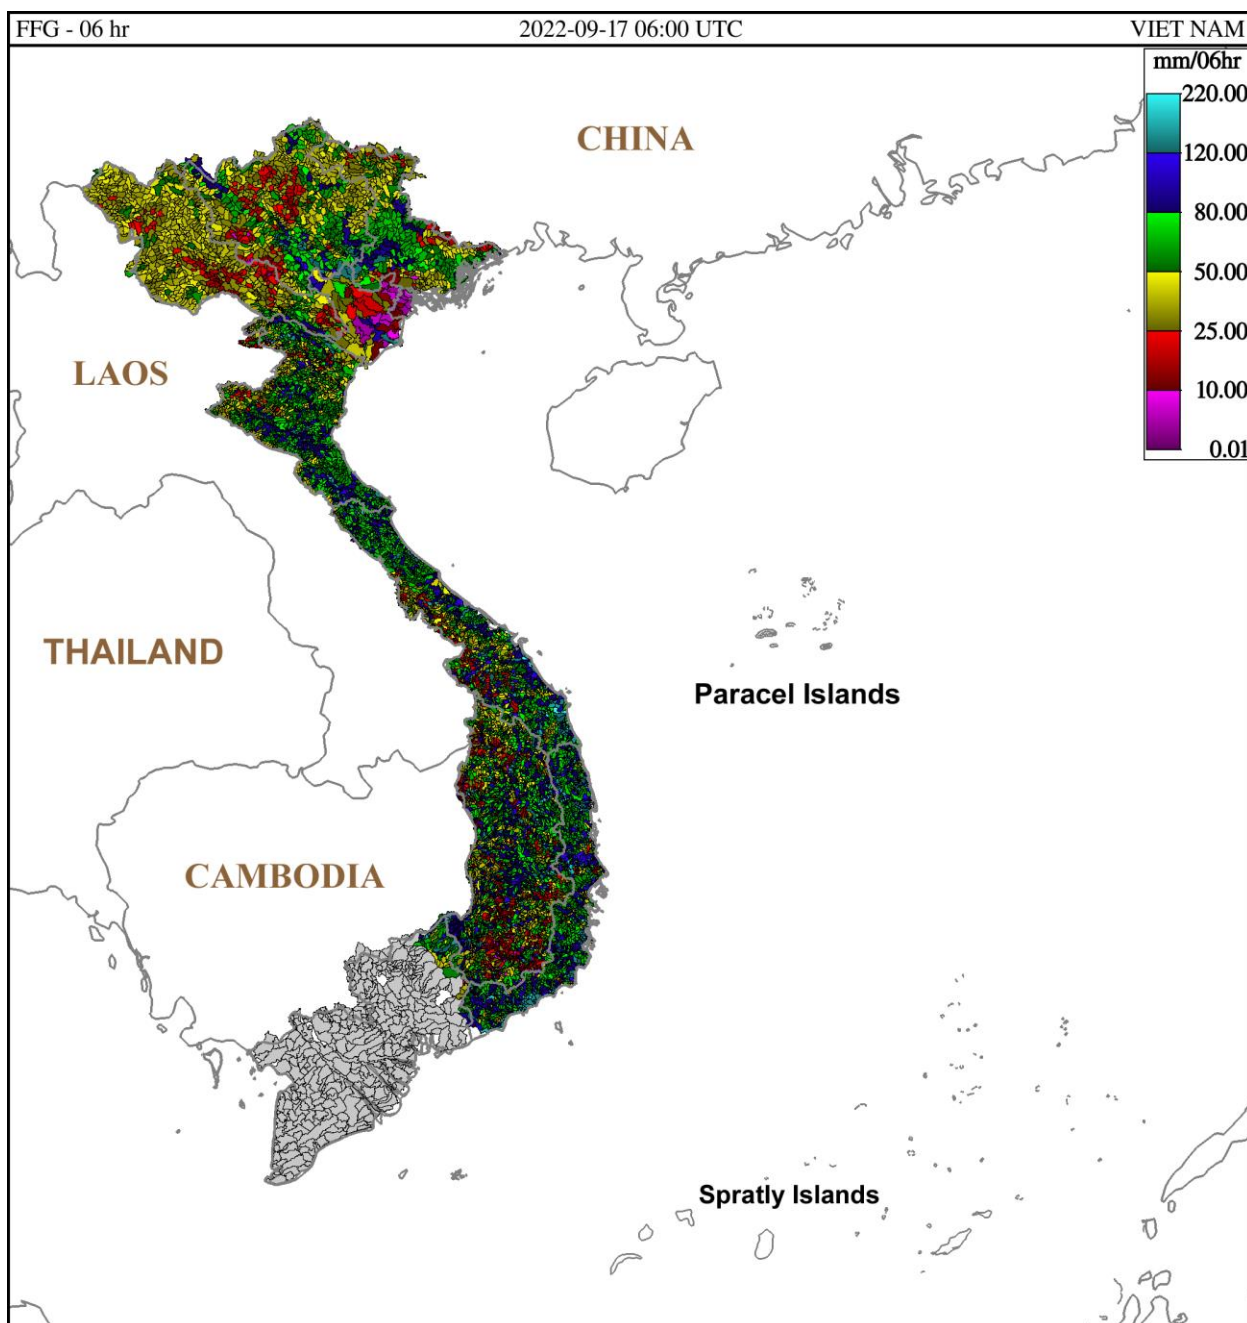 FFG - 06 hr 2022-09-17 06:00 UTC VIET NAM
mm/06hr
220.00
120.00
80.00
50.00
25.00
10.00
0.01
CHINA
LAOS
THAILAND
Paracel Islands
CAMBODIA
Spratly Islands